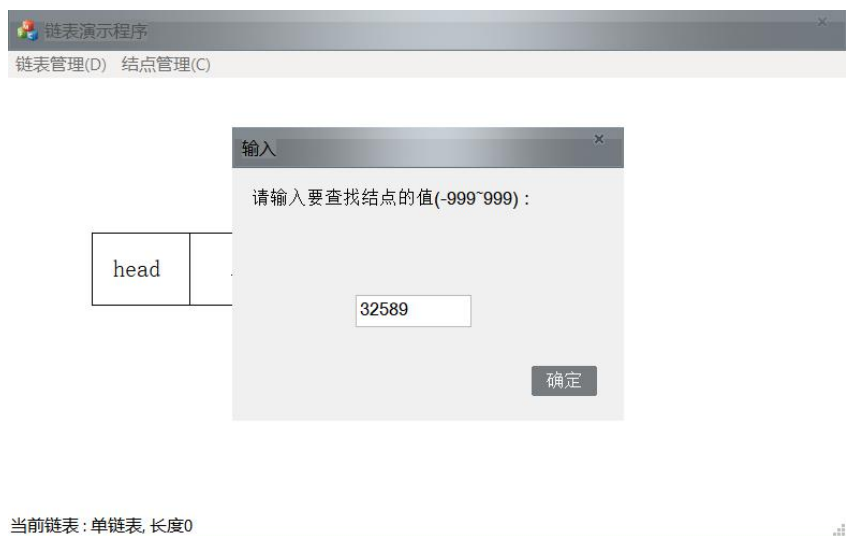 链表演示程序
链表管理(D) 结点管理(C)
输入
请输入要查找结点的值(-999~999) :
head
32589
确定
当前链表 : 单链表, 长度0